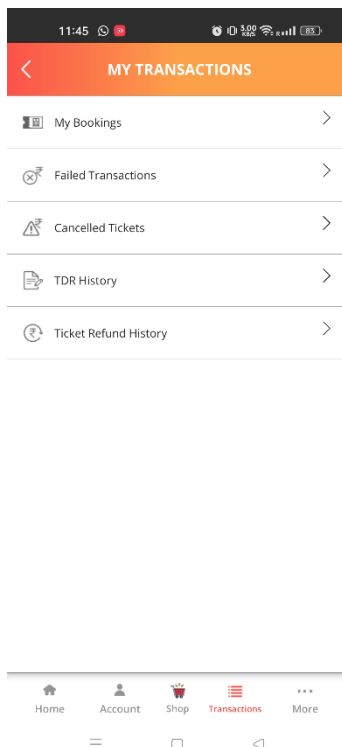 11:45
3.00
KB/S
R
83
MY TRANSACTIONS
My Bookings
Failed Transactions
Cancelled Tickets
TDR History
Ticket Refund History
Home
Account
Shop
Transactions
More